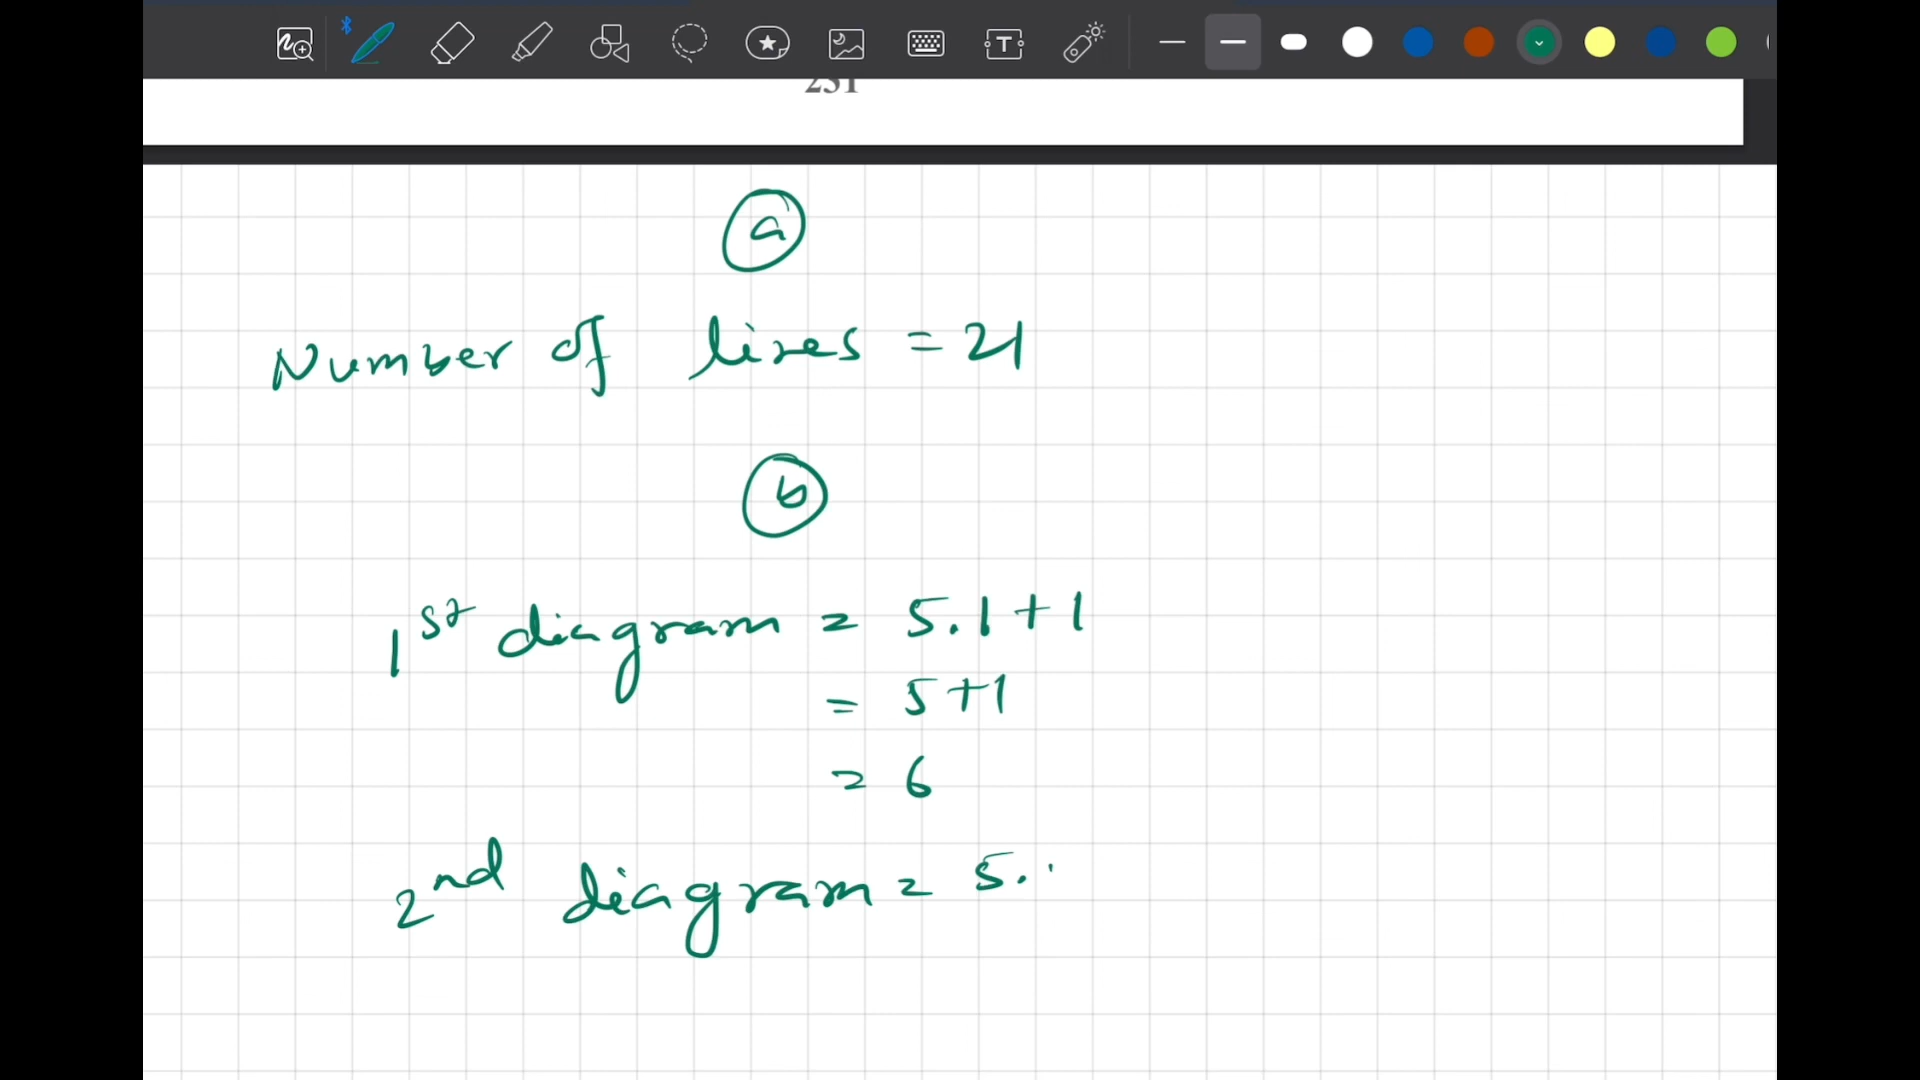 231
a
Number of lines = 21
b
1st diagram = 5.1+1
= 5+1
= 6
2nd diagram = 5.